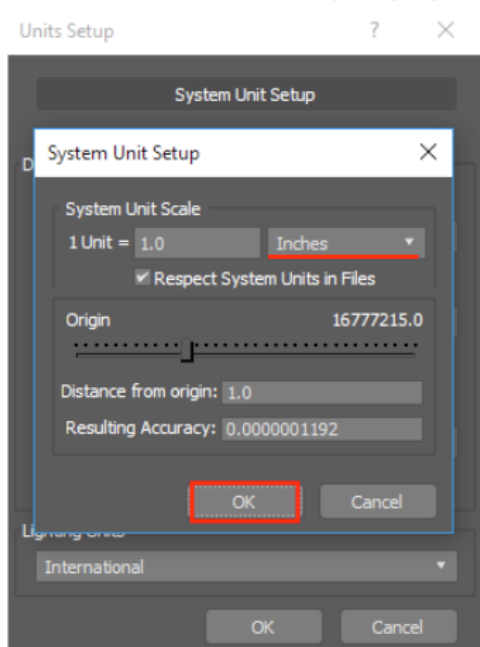 Units Setup ? ×
System Unit Setup
D
System Unit Setup ×
System Unit Scale
1 Unit = 1.0 Inches
Respect System Units in Files
Origin 16777215.0
Distance from origin: 1.0
Resulting Accuracy: 0.0000001192
OK Cancel
International
OK Cancel